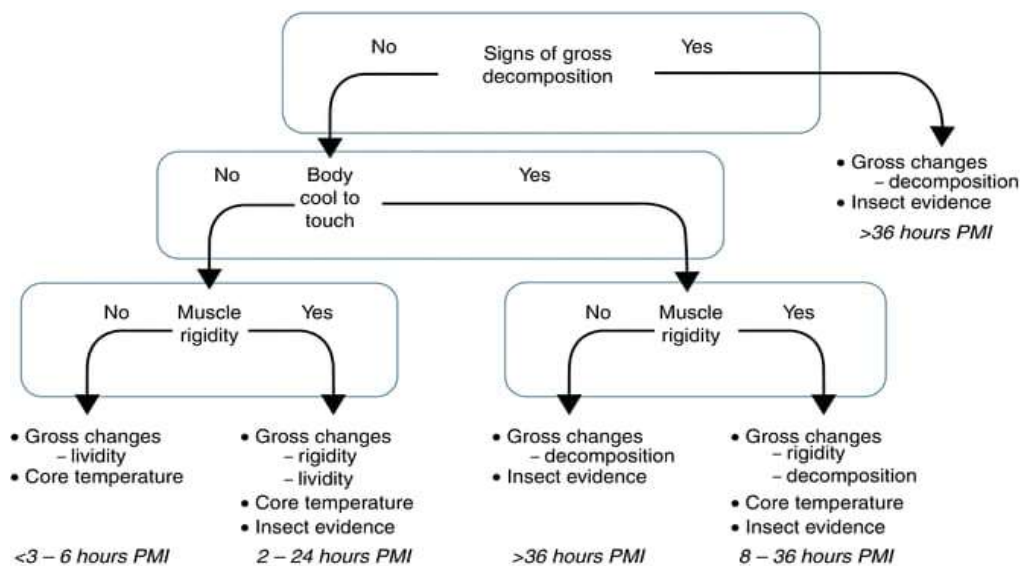 No
Signs of gross
decomposition
Yes
No
Body
cool to
touch
Yes
• Gross changes
– decomposition
• Insect evidence
>36 hours PMI
No
Muscle
rigidity
Yes
No
Muscle
rigidity
Yes
• Gross changes
– lividity
• Core temperature
<3 – 6 hours PMI
• Gross changes
– rigidity
– lividity
• Core temperature
• Insect evidence
2 – 24 hours PMI
• Gross changes
– decomposition
• Insect evidence
>36 hours PMI
• Gross changes
– rigidity
– decomposition
• Core temperature
• Insect evidence
8 – 36 hours PMI